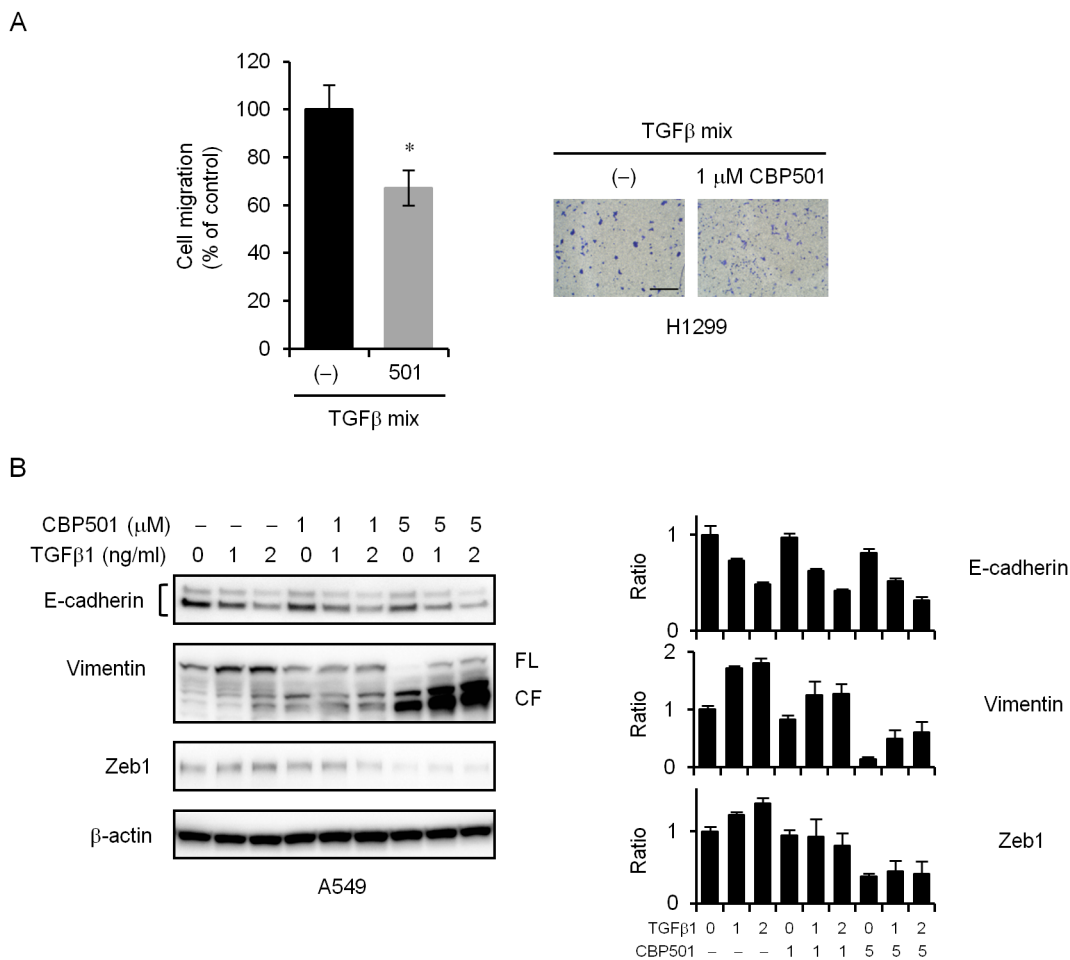 A
120
100
80
60
40
20
0
Cell migration
(% of control)
*
(–) 501
TGFβ mix
TGFβ mix
(–) 1 μM CBP501
H1299
B
CBP501 (μM) – – – 1 1 1 5 5 5
TGFβ1 (ng/ml) 0 1 2 0 1 2 0 1 2
E-cadherin
Vimentin
FL
CF
Zeb1
β-actin
A549
1
0
Ratio
E-cadherin
2
1
0
Ratio
Vimentin
1
0
Ratio
Zeb1
TGFβ1 0 1 2 0 1 2 0 1 2
CBP501 – – – 1 1 1 5 5 5